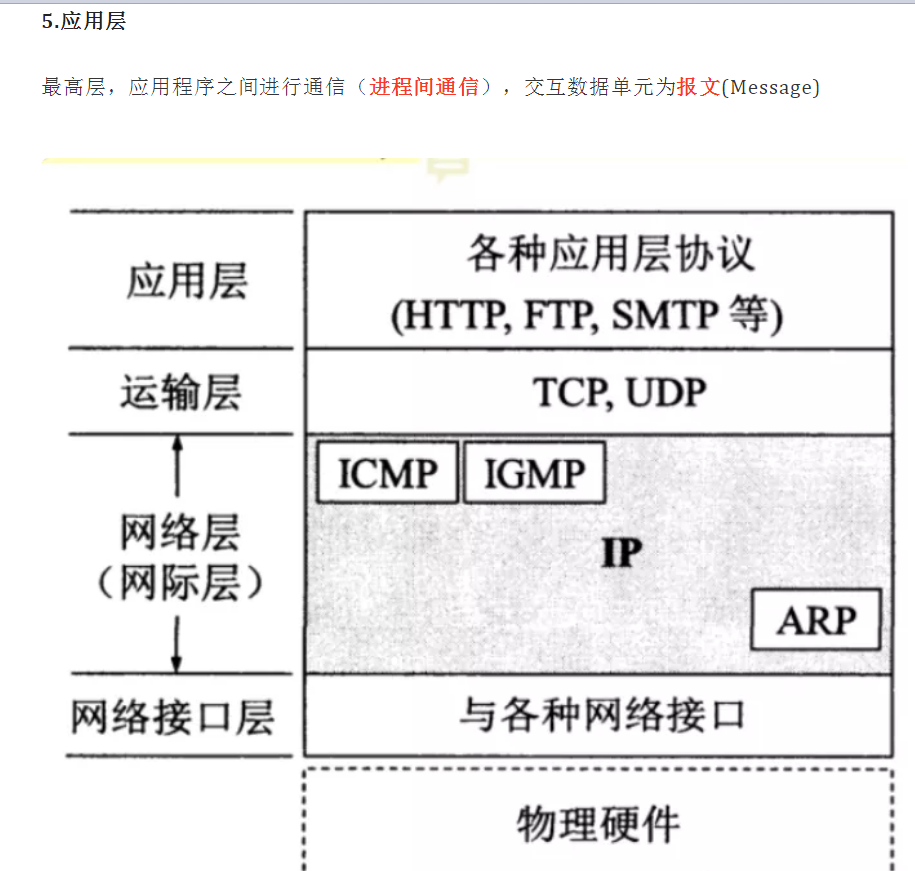 5.应用层
最高层，应用程序之间进行通信（进程间通信），交互数据单元为报文(Message)
应用层
各种应用层协议
(HTTP, FTP, SMTP 等)
运输层
TCP, UDP
ICMP
IGMP
网络层
（网际层）
IP
ARP
网络接口层
与各种网络接口
物理硬件